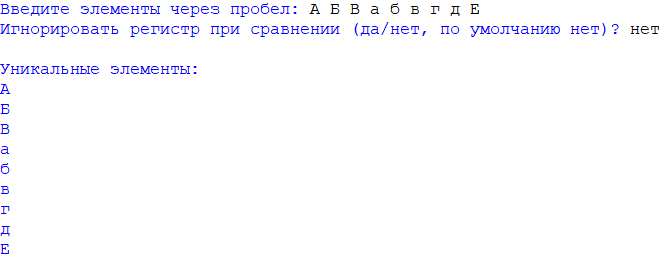 Введите элементы через пробел: А Б В а б в г д Е
Игнорировать регистр при сравнении (да/нет, по умолчанию нет)? нет
Уникальные элементы:
А
Б
В
а
б
в
г
д
Е